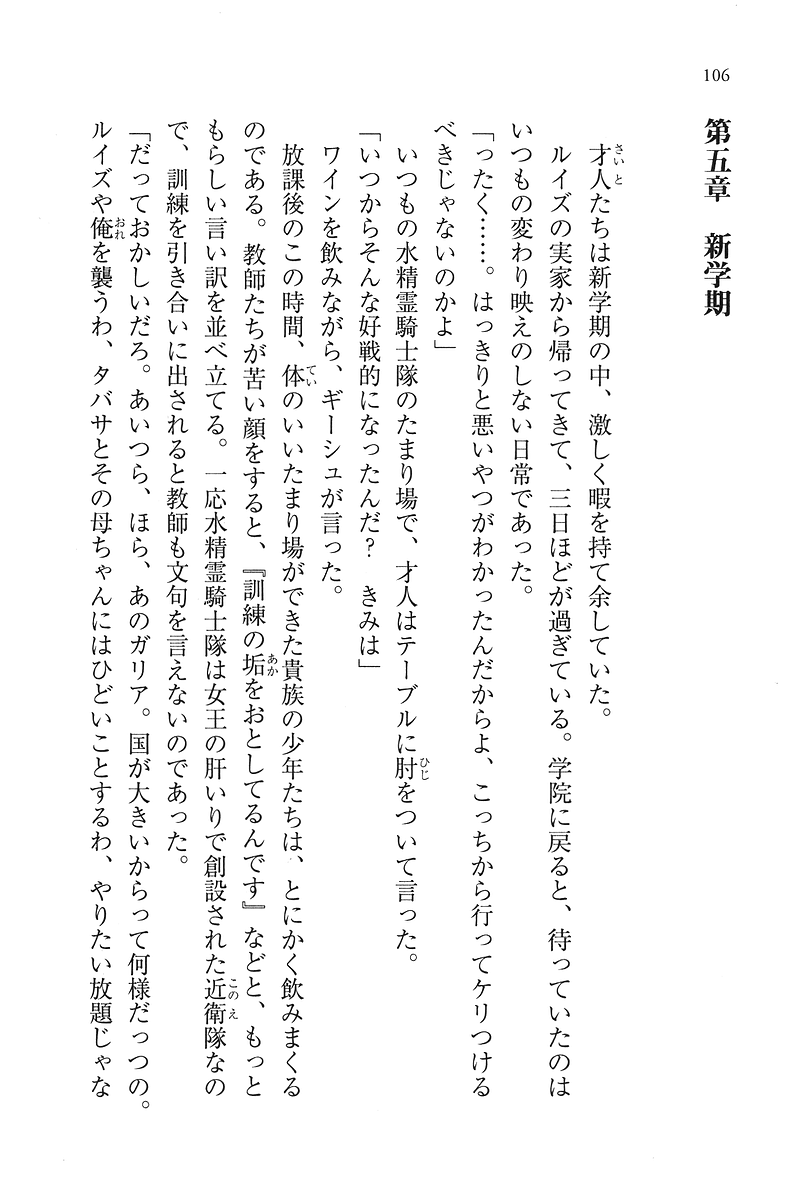 106
第五章　新学期
　才人たちは新学期の中、激しく暇を持て余していた。
　ルイズの実家から帰ってきて、三日ほどが過ぎている。学院に戻ると、待っていたのは
いつもの変わり映えのしない日常であった。
「ったく……。はっきりと悪いやつがわかったんだからよ、こっちから行ってケリつける
べきじゃないのかよ」
　いつもの水精霊騎士隊のたまり場で、才人はテーブルに肘をついて言った。
「いつからそんな好戦的になったんだ？　きみは」
　ワインを飲みながら、ギーシュが言った。
　放課後のこの時間、体のいいたまり場ができた貴族の少年たちは、とにかく飲みまくる
のである。教師たちが苦い顔をすると、『訓練の垢をおとしてるんです』などと、もっと
もらしい言い訳を並べ立てる。一応水精霊騎士隊は女王の肝いりで創設された近衛隊なの
で、訓練を引き合いに出されると教師も文句を言えないのであった。
「だっておかしいだろ。あいつら、ほら、あのガリア。国が大きいからって何様だっつの。
ルイズや俺を襲うわ、タバサとその母ちゃんにはひどいことするわ、やりたい放題じゃな